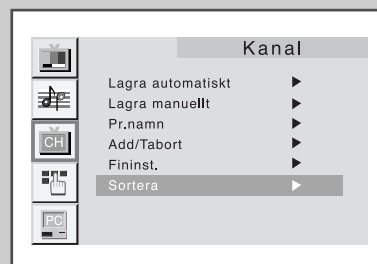 Kanal
Lagra automatiskt
Lagra manuellt
Pr.namn
CH
Add/Tabort
Fininst.
Sortera
PC